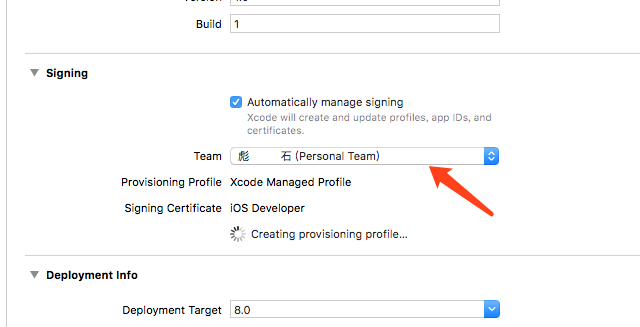 Build 1
Signing
Automatically manage signing
Xcode will create and update profiles, app IDs, and
certificates.
Team 彪 石 (Personal Team)
Provisioning Profile Xcode Managed Profile
Signing Certificate iOS Developer
Creating provisioning profile...
Deployment Info
Deployment Target 8.0